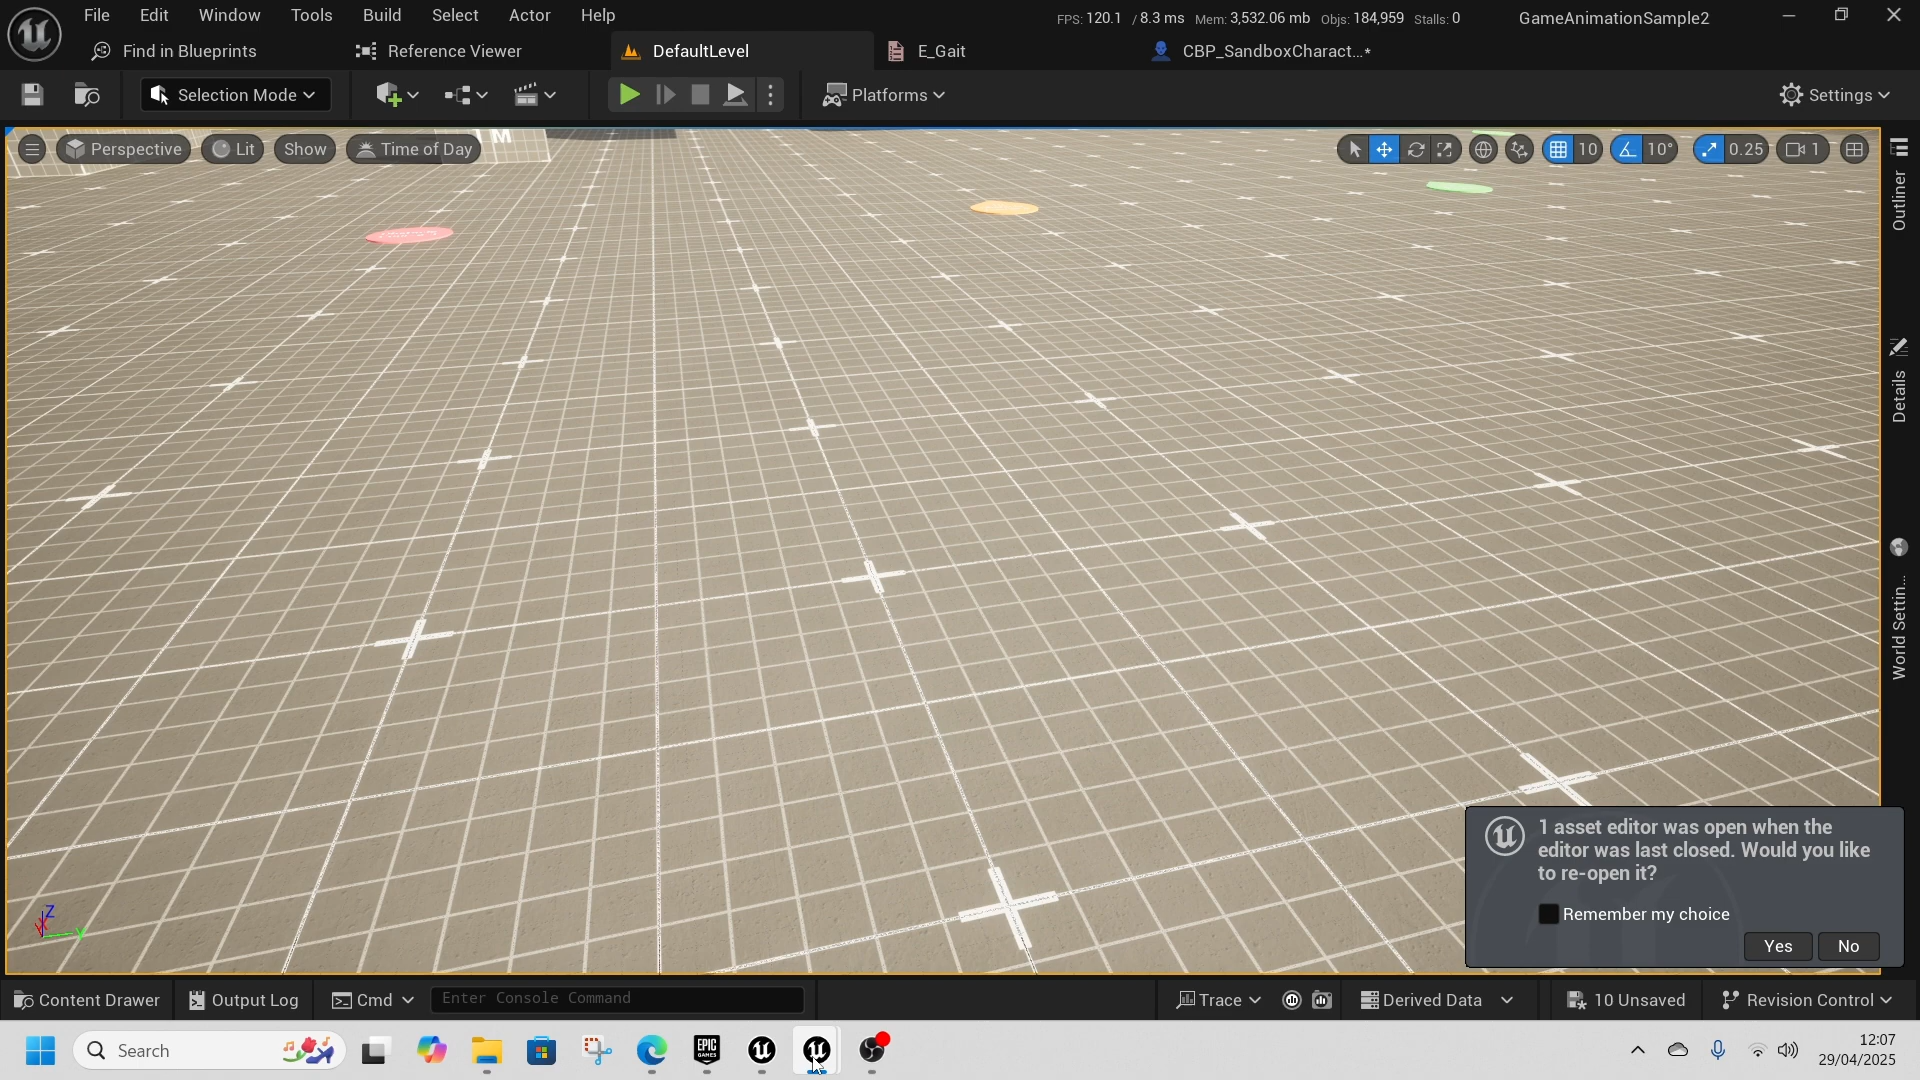 File Edit Window Tools Build Select Actor Help
FPS: 120.1 / 8.3 ms Mem: 3,532.06 mb Objs: 184,959 Stalls: 0
GameAnimationSample2
Find in Blueprints
Reference Viewer
DefaultLevel
E_Gait
CBP_SandboxCharact...*
Selection Mode
Platforms
Settings
M
Perspective
Lit
Show
Time of Day
10
10°
0.25
1
Outliner
Details
World Settin...
1 asset editor was open when the
editor was last closed. Would you like
to re-open it?
Remember my choice
Yes
No
Z
X
Y
Content Drawer
Output Log
Cmd
Enter Console Command
Trace
Derived Data
10 Unsaved
Revision Control
Search
EPIC
GAMES
12:07
29/04/2025